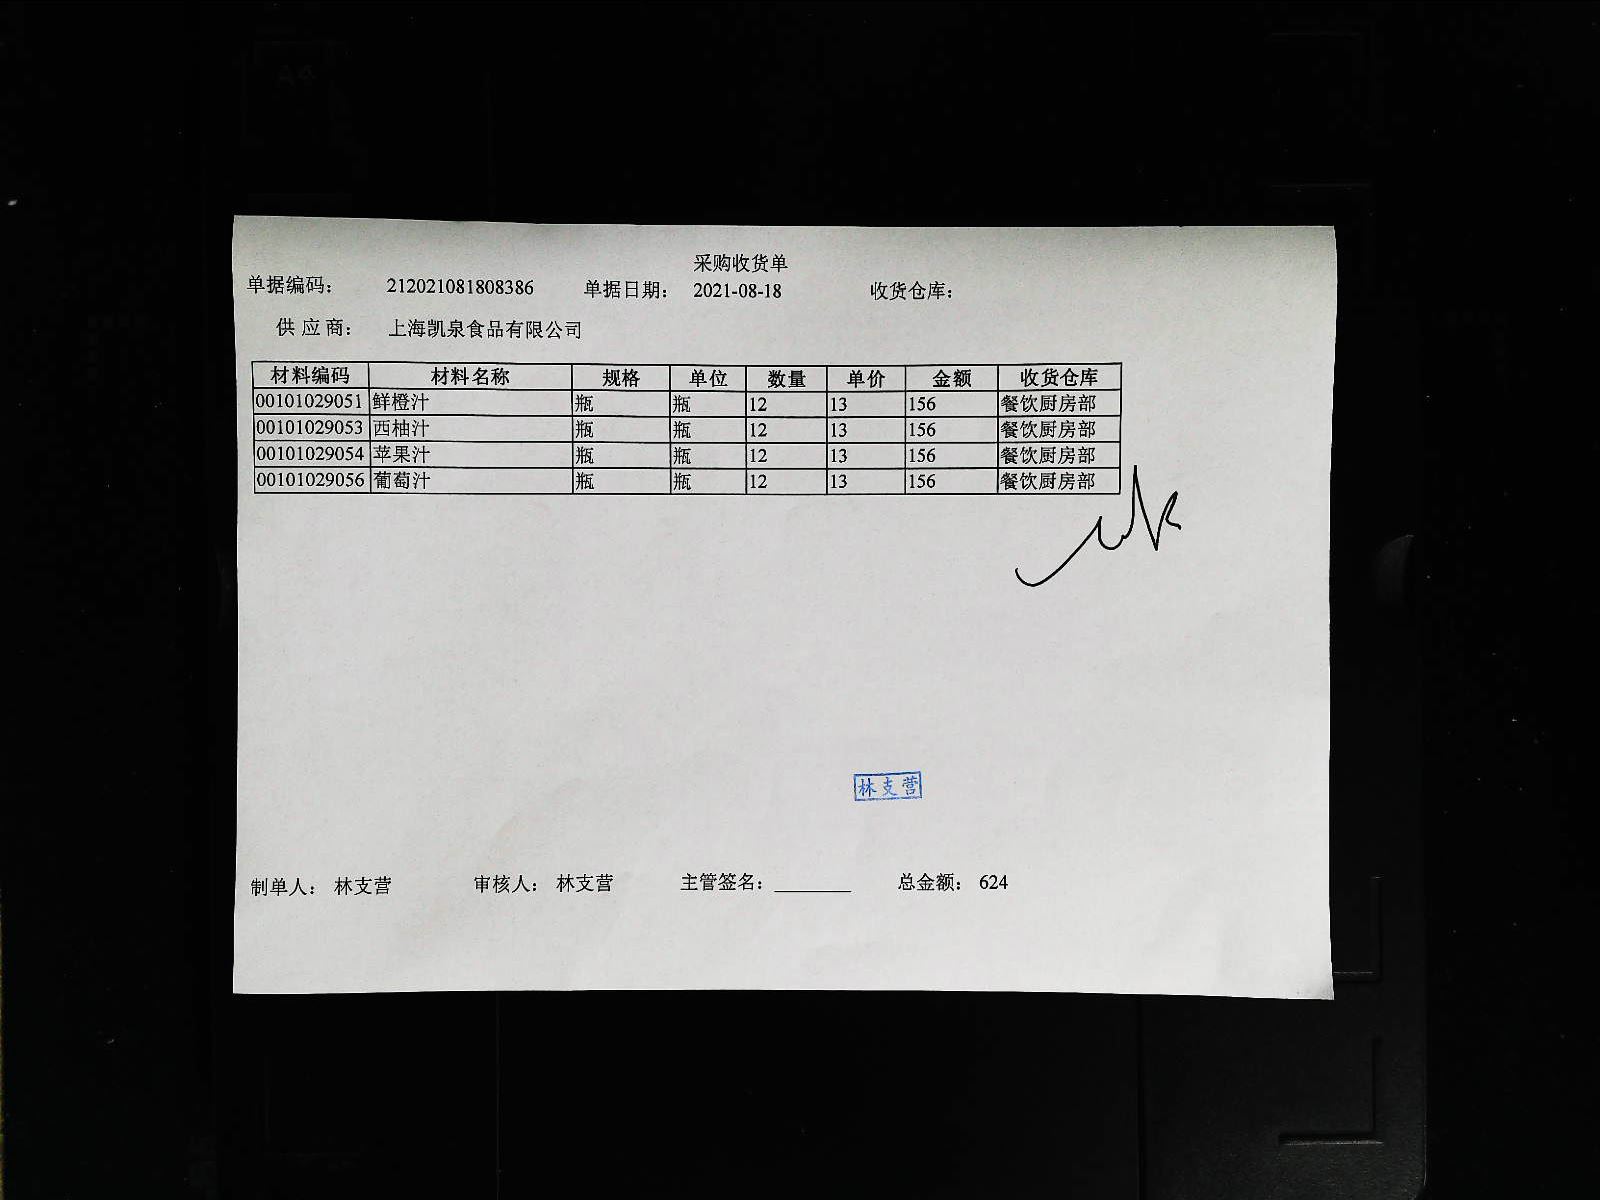 采购收货单
单据编码： 212021081808386 单据日期： 2021-08-18 收货仓库：
供应商： 上海凯泉食品有限公司
材料编码 材料名称 规格 单位 数量 单价 金额 收货仓库
00101029051 鲜橙汁 瓶 瓶 12 13 156 餐饮厨房部
00101029053 西柚汁 瓶 瓶 12 13 156 餐饮厨房部
00101029054 苹果汁 瓶 瓶 12 13 156 餐饮厨房部
00101029056 葡萄汁 瓶 瓶 12 13 156 餐饮厨房部
林支营
制单人： 林支营 审核人： 林支营 主管签名：_______ 总金额： 624